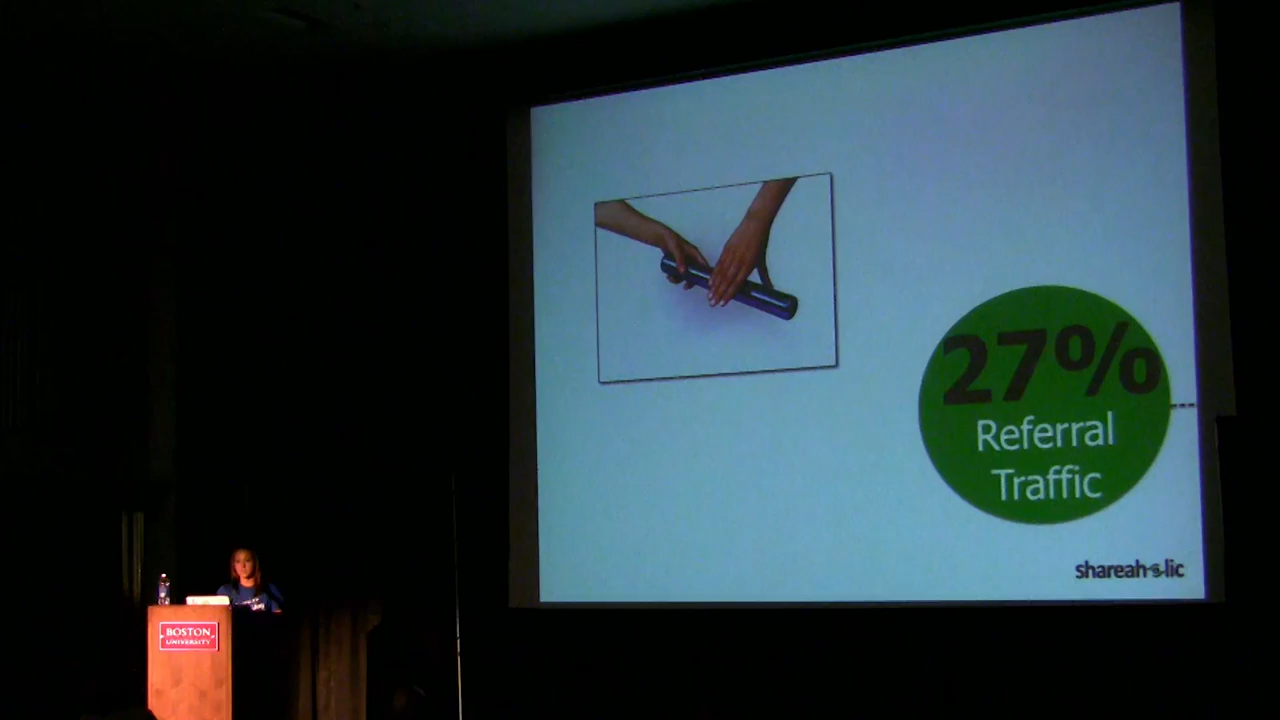 27%
Referral
Traffic
shareaholic
BOSTON
UNIVERSITY